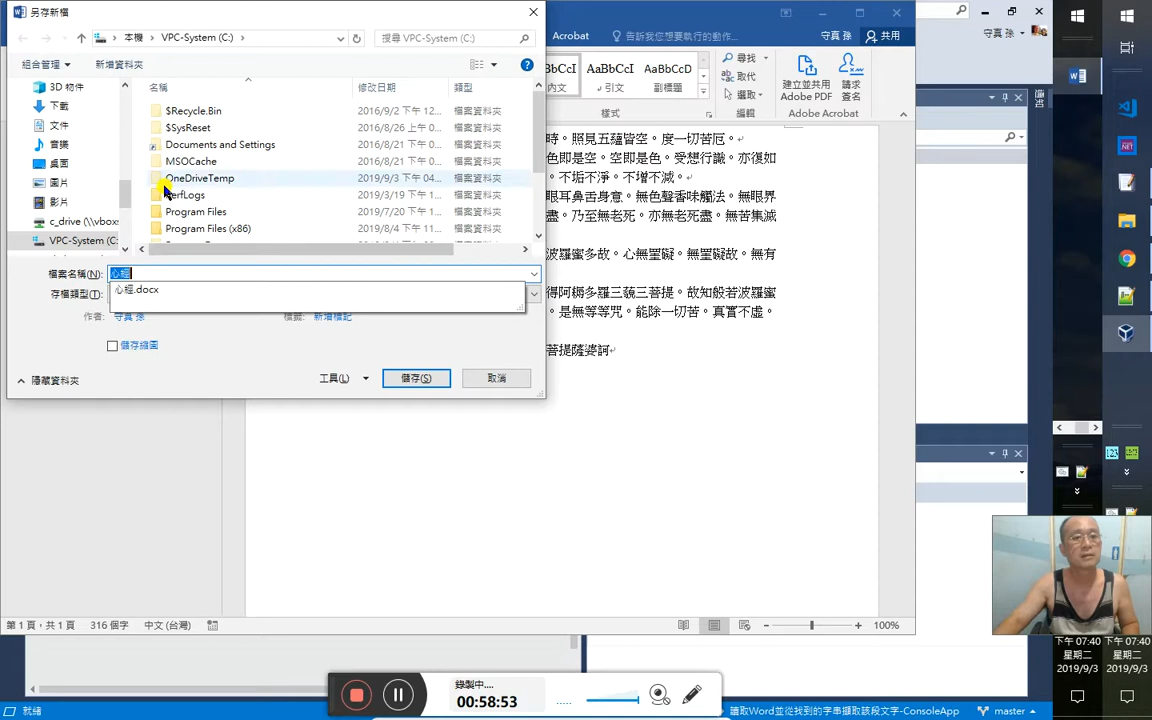 另存新檔
本機 › VPC-System (C:) ›
搜尋 VPC-System (C:)
組合管理
新增資料夾
3D 物件
下載
文件
音樂
桌面
圖片
影片
c_drive (\\vboxs
VPC-System (C:
名稱 修改日期 類型
$Recycle.Bin 2016/9/2 下午 12... 檔案資料夾
$SysReset 2016/8/26 上午 0... 檔案資料夾
Documents and Settings 2016/8/21 下午 0... 檔案資料夾
MSOCache 2016/8/21 下午 0... 檔案資料夾
OneDriveTemp 2019/9/3 下午 04... 檔案資料夾
PerfLogs 2019/3/19 下午 0... 檔案資料夾
Program Files 2019/7/20 下午 1... 檔案資料夾
Program Files (x86) 2019/8/4 下午 11... 檔案資料夾
檔案名稱(N): 心經
心經.docx
存檔類型(T):
作者: 守真 孫
標籤: 新增標記
儲存縮圖
隱藏資料夾
工具(L)
儲存(S)
取消
Acrobat
告訴我您想要執行的動作...
守真 孫
共用
守真 孫
BbCcI AaBbCcI AaBbCcD
內文 引文 副標題
樣式
尋找
取代
選取
編輯
建立並共用
Adobe PDF
請求
簽名
Adobe Acrobat
時。照見五蘊皆空。度一切苦厄。
色即是空。空即是色。受想行識。亦復如
。不垢不淨。不增不減。
眼耳鼻舌身意。無色聲香味觸法。無眼界
盡。乃至無老死。亦無老死盡。無苦集滅
波羅蜜多故。心無罣礙。無罣礙故。無有
得阿耨多羅三藐三菩提。故知般若波羅蜜
。是無等等咒。能除一切苦。真實不虛。
菩提薩婆訶
第 1 頁，共 1 頁
316 個字
中文 (台灣)
100%
錄製中....
00:58:53
就緒
讀取Word並從找到的字串擷取該段文字-ConsoleApp
master
下午 07:40
星期二
2019/9/3
下午 07:40
星期二
2019/9/3